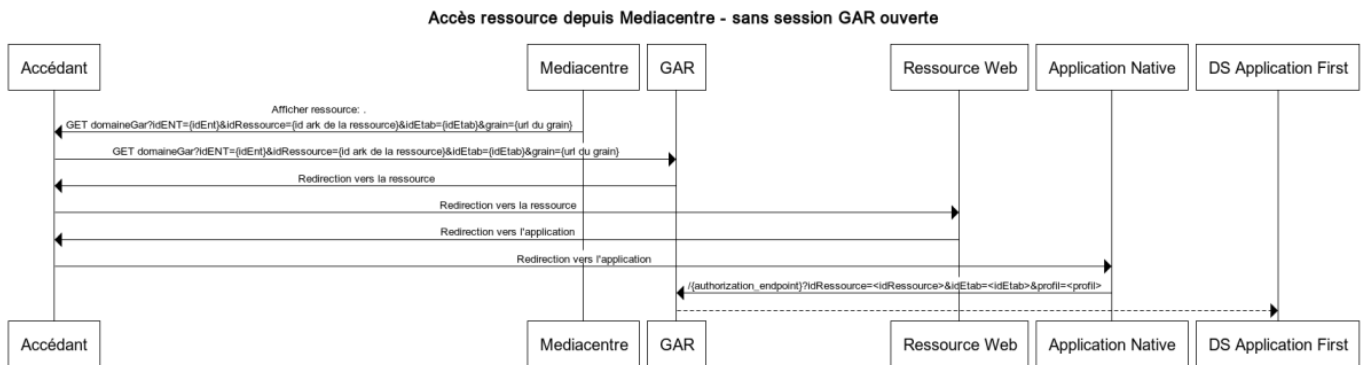 Accès ressource depuis Mediacentre - sans session GAR ouverte
Accédant
Mediacentre
GAR
Ressource Web
Application Native
DS Application First
Afficher ressource: .
GET domaineGar?idENT={idEnt}&idRessource={id ark de la ressource}&idEtab={idEtab}&grain={url du grain}
GET domaineGar?idENT={idEnt}&idRessource={id ark de la ressource}&idEtab={idEtab}&grain={url du grain}
Redirection vers la ressource
Redirection vers la ressource
Redirection vers l'application
Redirection vers l'application
/{authorization_endpoint}?idRessource=<idRessource>&idEtab=<idEtab>&profil=<profil>
Accédant
Mediacentre
GAR
Ressource Web
Application Native
DS Application First